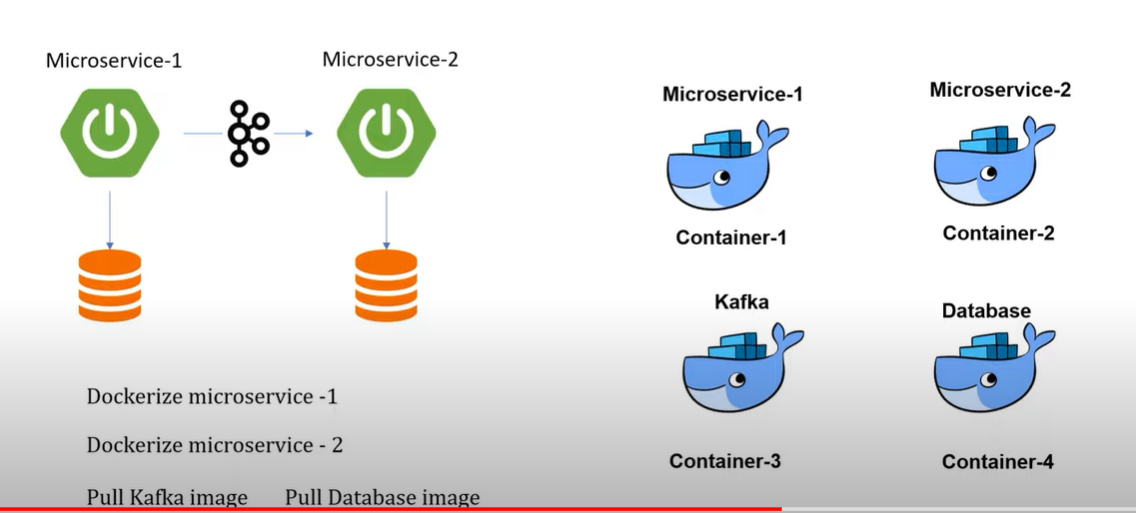 Microservice-1
Microservice-2
Dockerize microservice -1
Dockerize microservice - 2
Pull Kafka image
Pull Database image
Microservice-1
Microservice-2
Container-1
Container-2
Kafka
Database
Container-3
Container-4